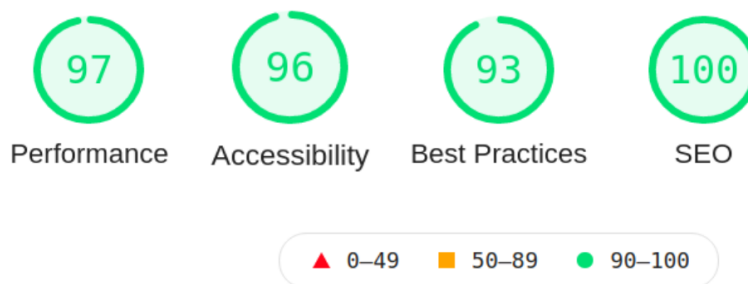 97 96 93 100
Performance Accessibility Best Practices SEO
0–49 50–89 90–100